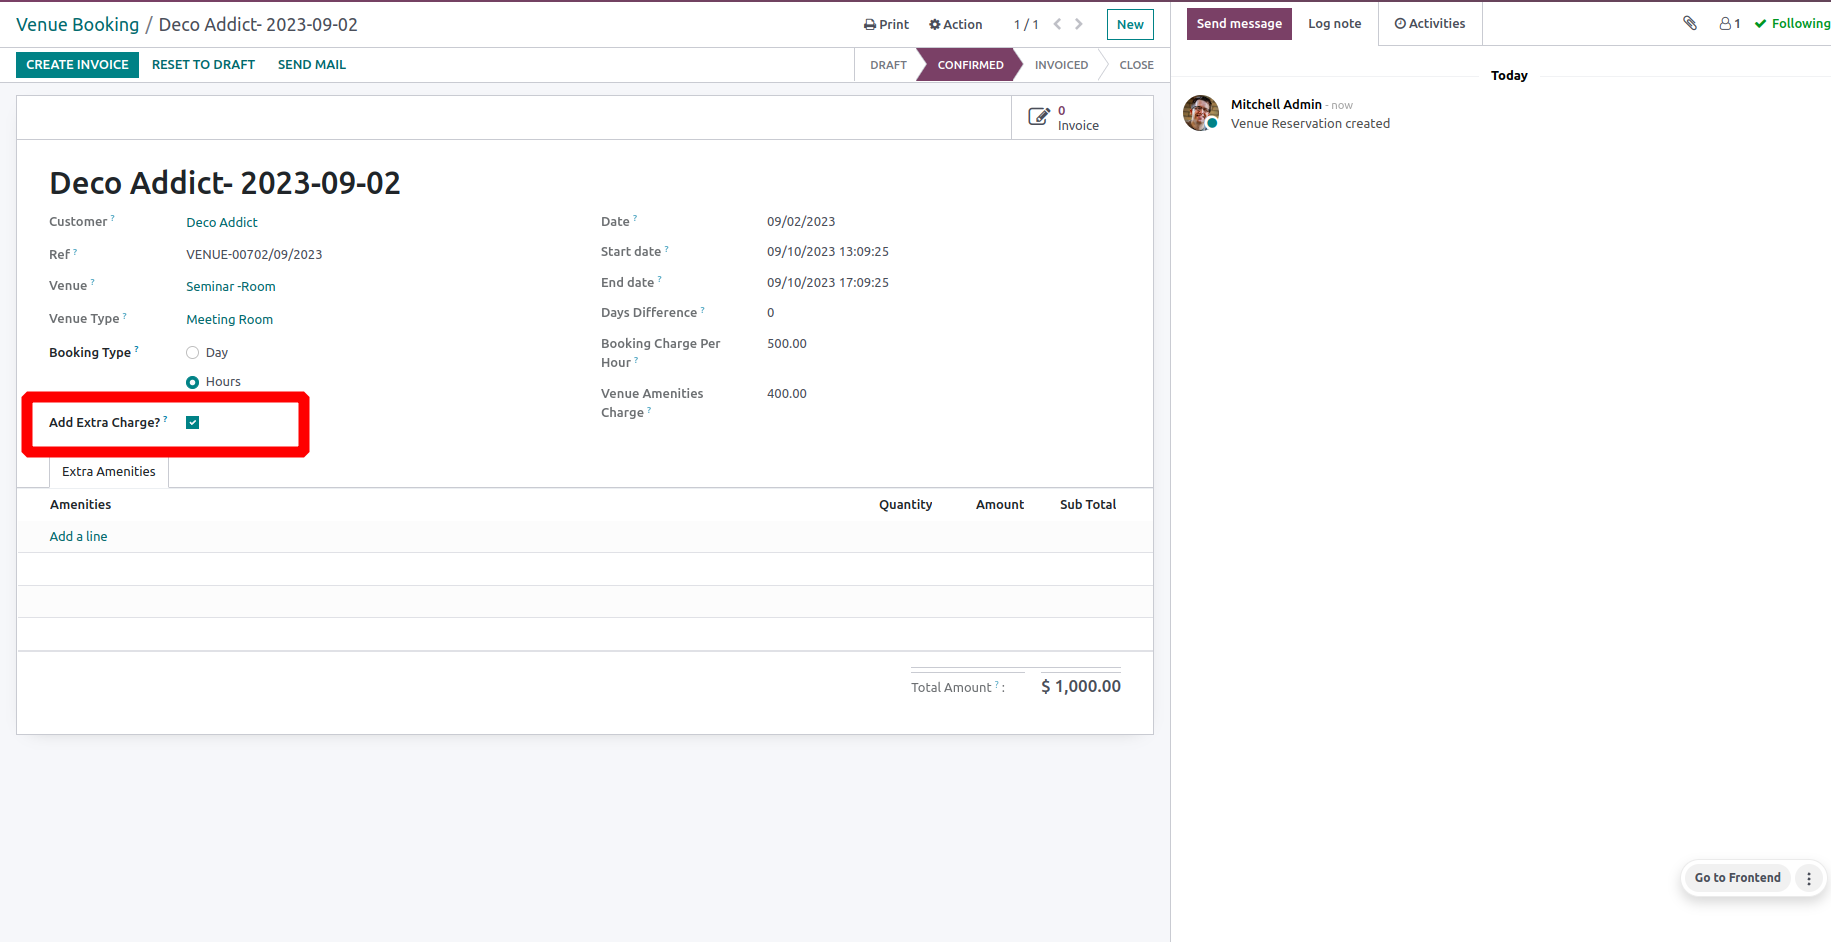 Venue Booking / Deco Addict- 2023-09-02
Print
Action
1 / 1
New
CREATE INVOICE
RESET TO DRAFT
SEND MAIL
DRAFT
CONFIRMED
INVOICED
CLOSE
0
Invoice
Deco Addict- 2023-09-02
Customer ?
Deco Addict
Ref ?
VENUE-00702/09/2023
Venue ?
Seminar -Room
Venue Type ?
Meeting Room
Booking Type ?
Day
Hours
Add Extra Charge? ?
Date ?
09/02/2023
Start date ?
09/10/2023 13:09:25
End date ?
09/10/2023 17:09:25
Days Difference ?
0
Booking Charge Per
Hour ?
500.00
Venue Amenities
Charge ?
400.00
Extra Amenities
Amenities
Quantity
Amount
Sub Total
Add a line
Total Amount ? :
$ 1,000.00
Send message
Log note
Activities
1
Following
Today
Mitchell Admin - now
Venue Reservation created
Go to Frontend